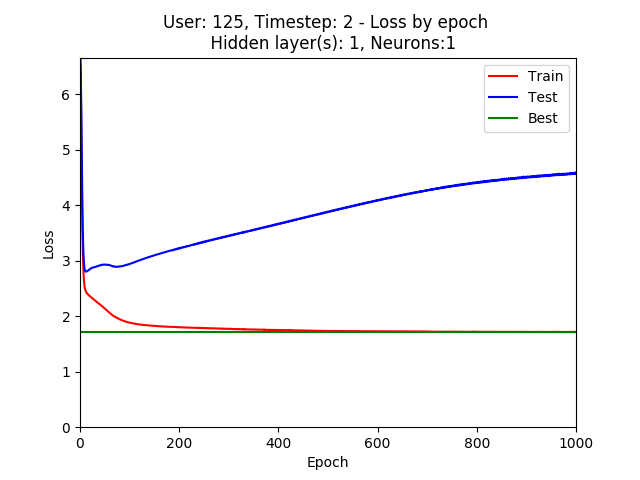 User: 125, Timestep: 2 - Loss by epoch
Hidden layer(s): 1, Neurons:1
Train
Test
Best
6
5
4
3
2
1
0
Loss
0 200 400 600 800 1000
Epoch